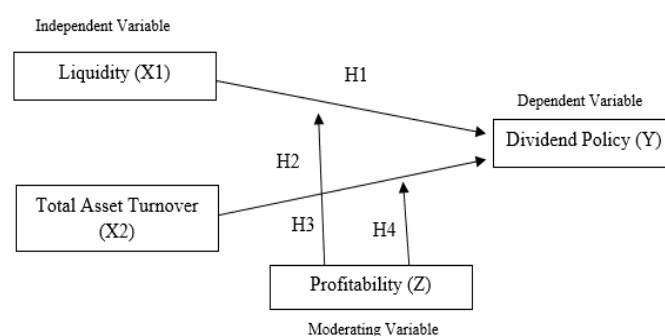 Independent Variable
Liquidity (X1)
H1
Dependent Variable
Dividend Policy (Y)
H2
Total Asset Turnover
(X2)
H3
H4
Profitability (Z)
Moderating Variable